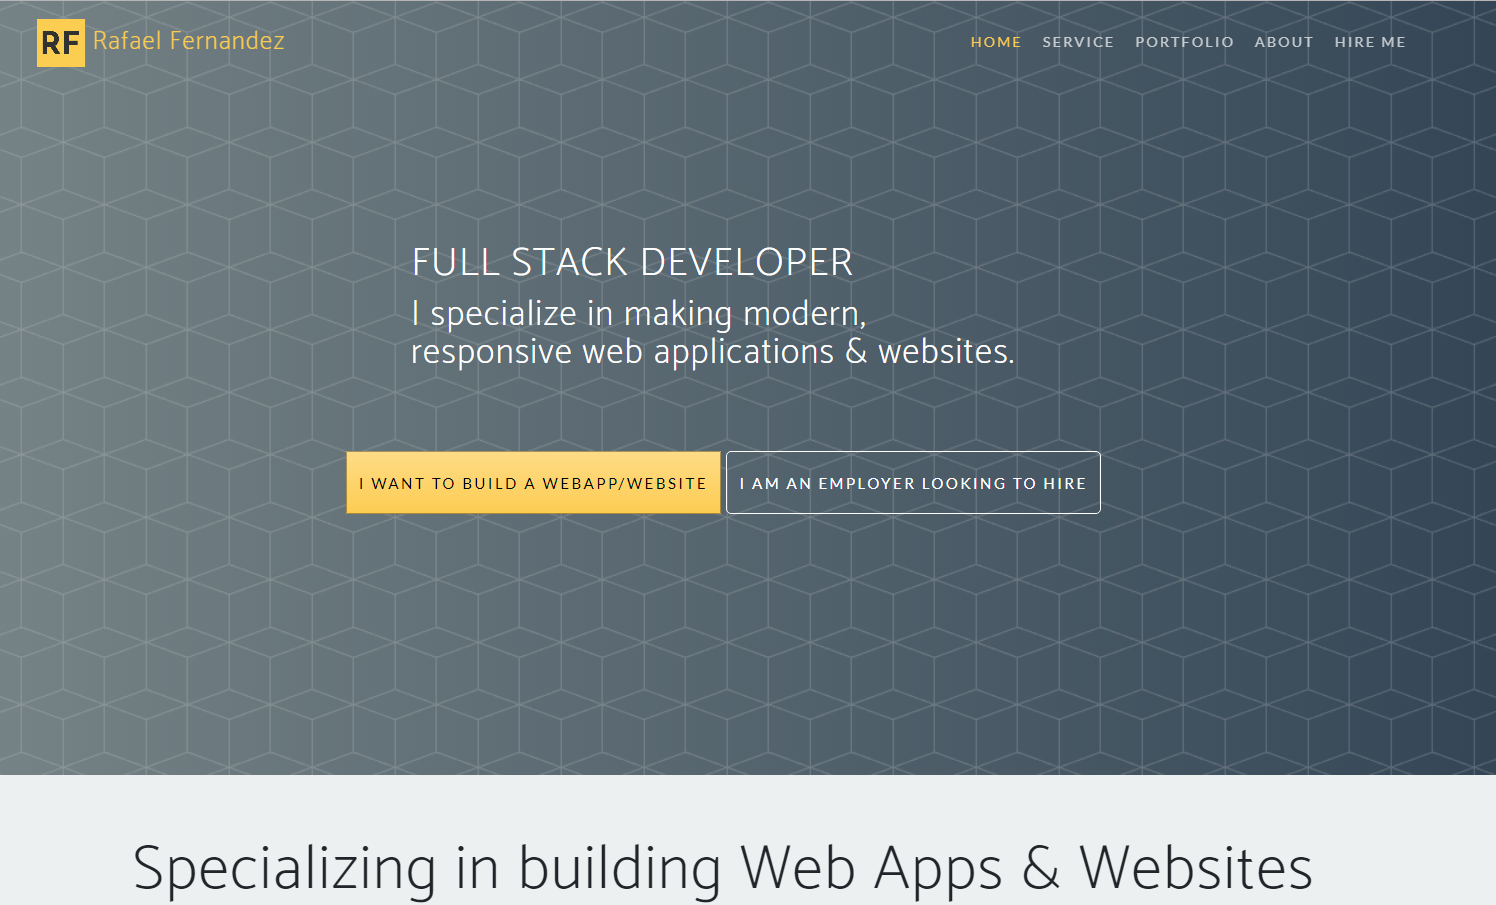 RF Rafael Fernandez
HOME SERVICE PORTFOLIO ABOUT HIRE ME
FULL STACK DEVELOPER
I specialize in making modern,
responsive web applications & websites.
I WANT TO BUILD A WEBAPP/WEBSITE
I AM AN EMPLOYER LOOKING TO HIRE
Specializing in building Web Apps & Websites